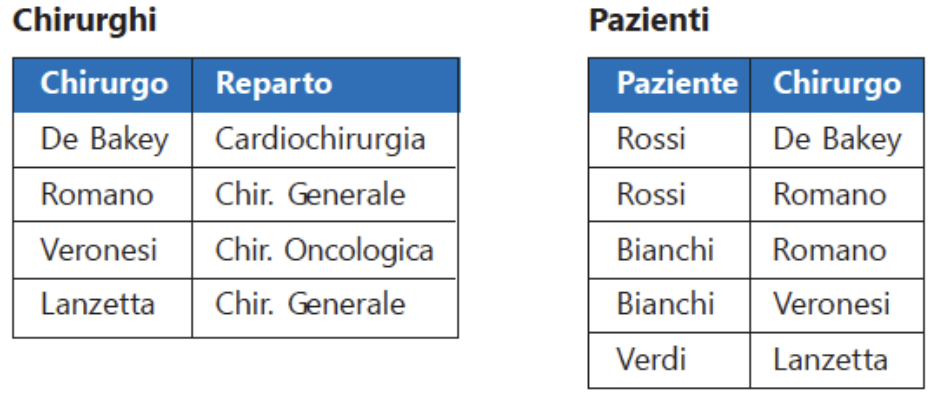 Chirurghi
Chirurgo Reparto
De Bakey Cardiochirurgia
Romano Chir. Generale
Veronesi Chir. Oncologica
Lanzetta Chir. Generale
Pazienti
Paziente Chirurgo
Rossi De Bakey
Rossi Romano
Bianchi Romano
Bianchi Veronesi
Verdi Lanzetta